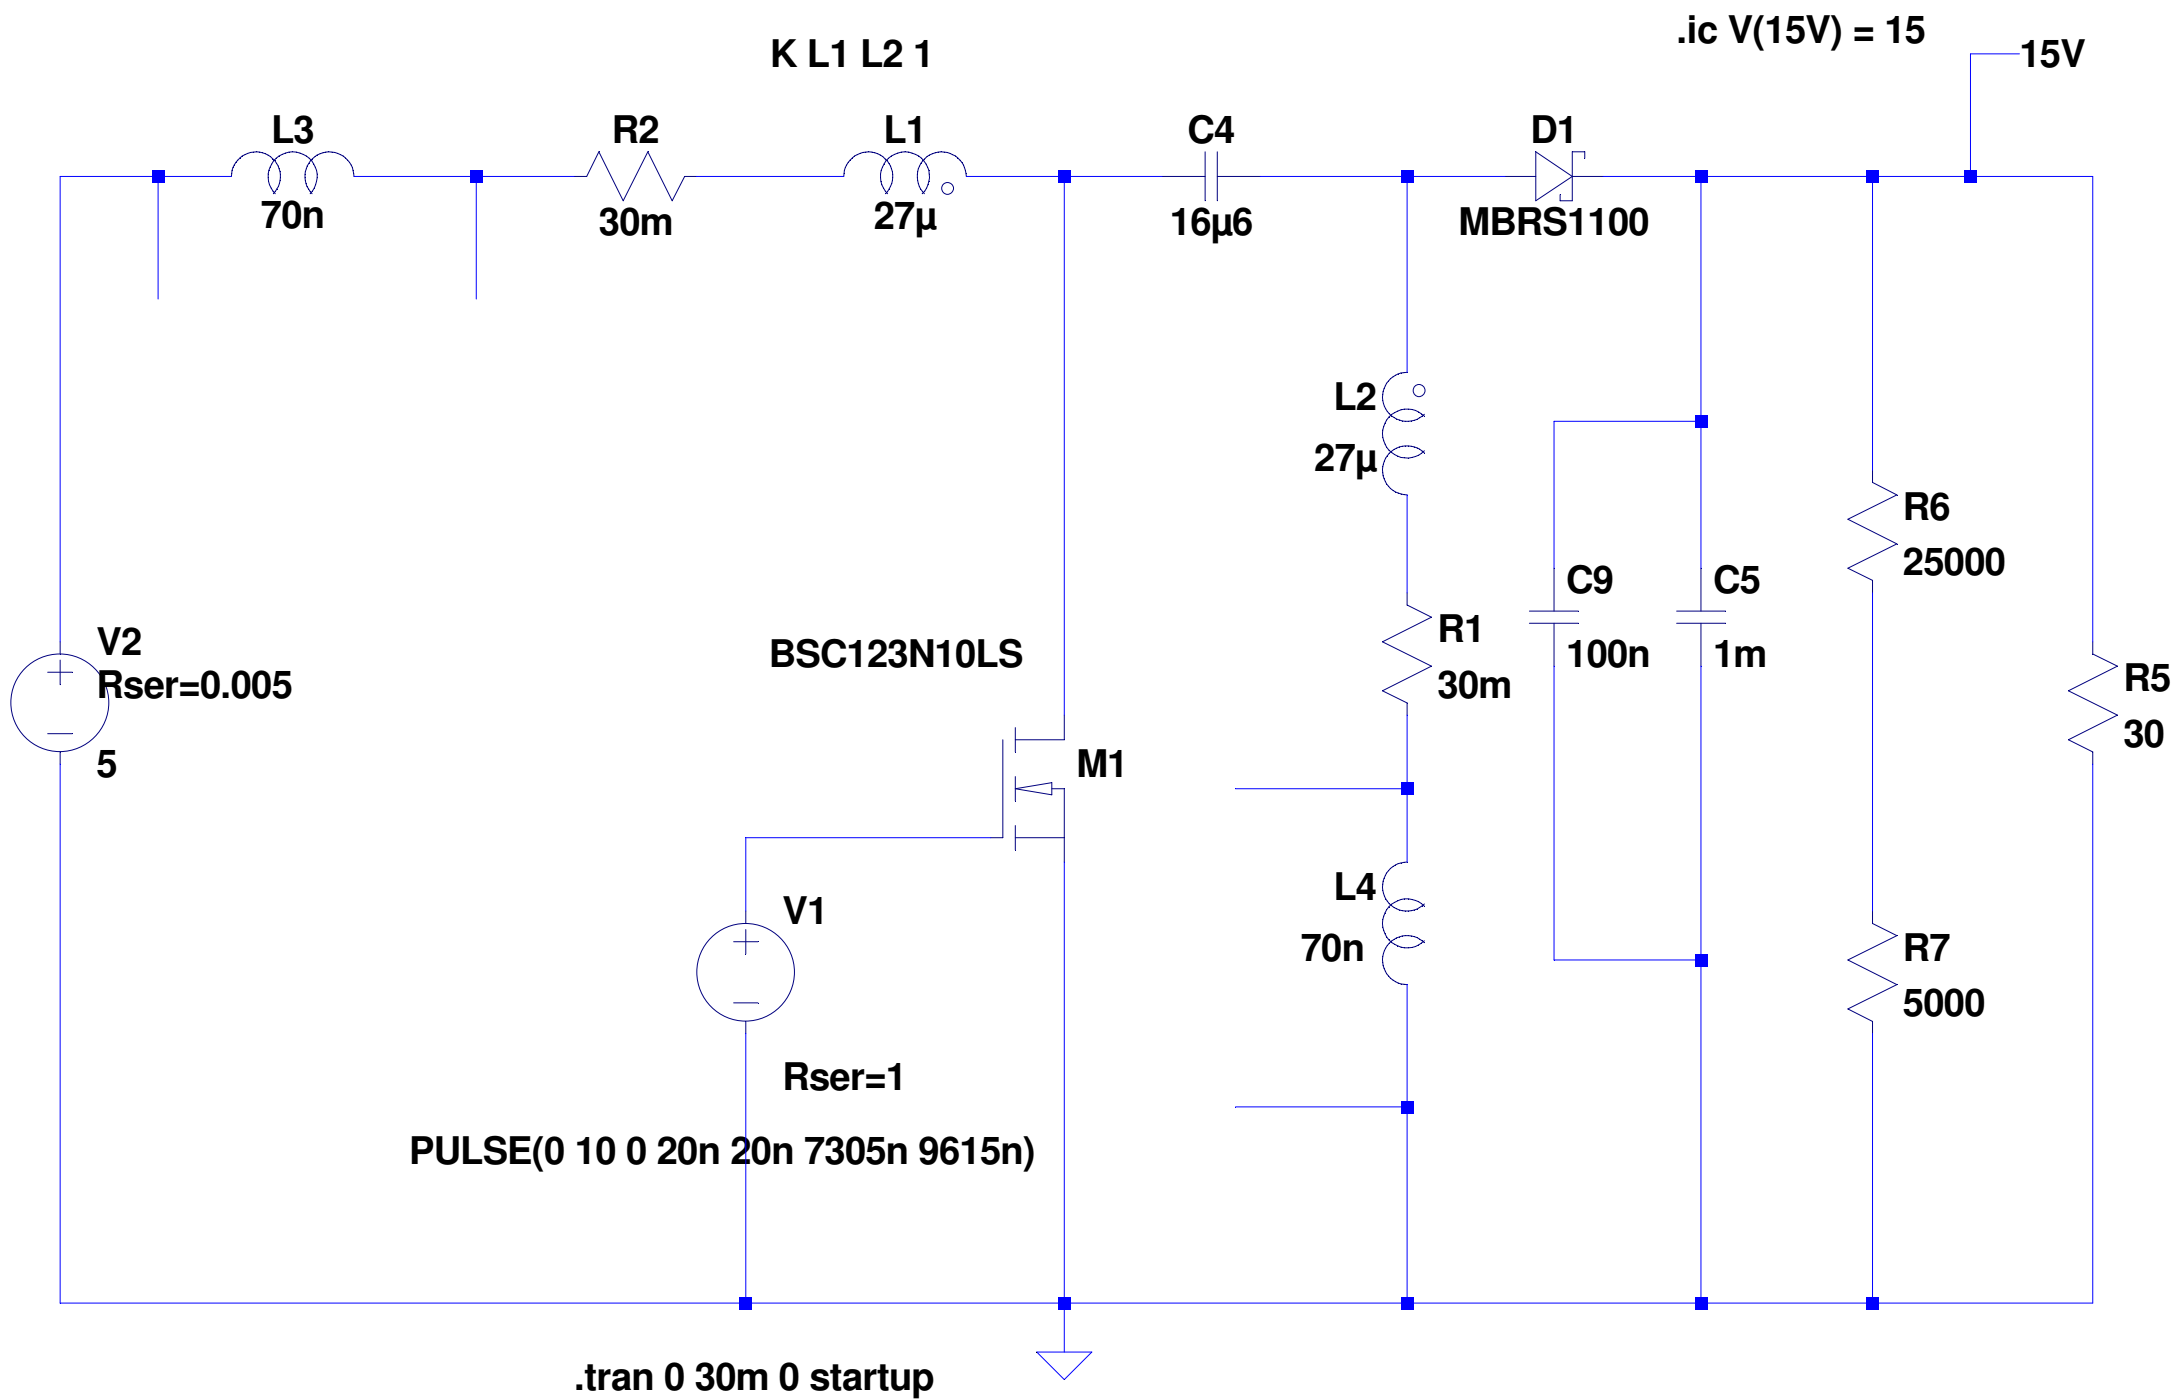 .ic V(15V) = 15
K L1 L2 1
15V
L3
70n
R2
30m
L1
27µ
C4
16µ6
D1
MBRS1100
L2
27µ
R6
25000
C9
100n
C5
1m
R1
30m
V2
Rser=0.005
5
BSC123N10LS
M1
R5
30
L4
70n
V1
Rser=1
R7
5000
PULSE(0 10 0 20n 20n 7305n 9615n)
.tran 0 30m 0 startup